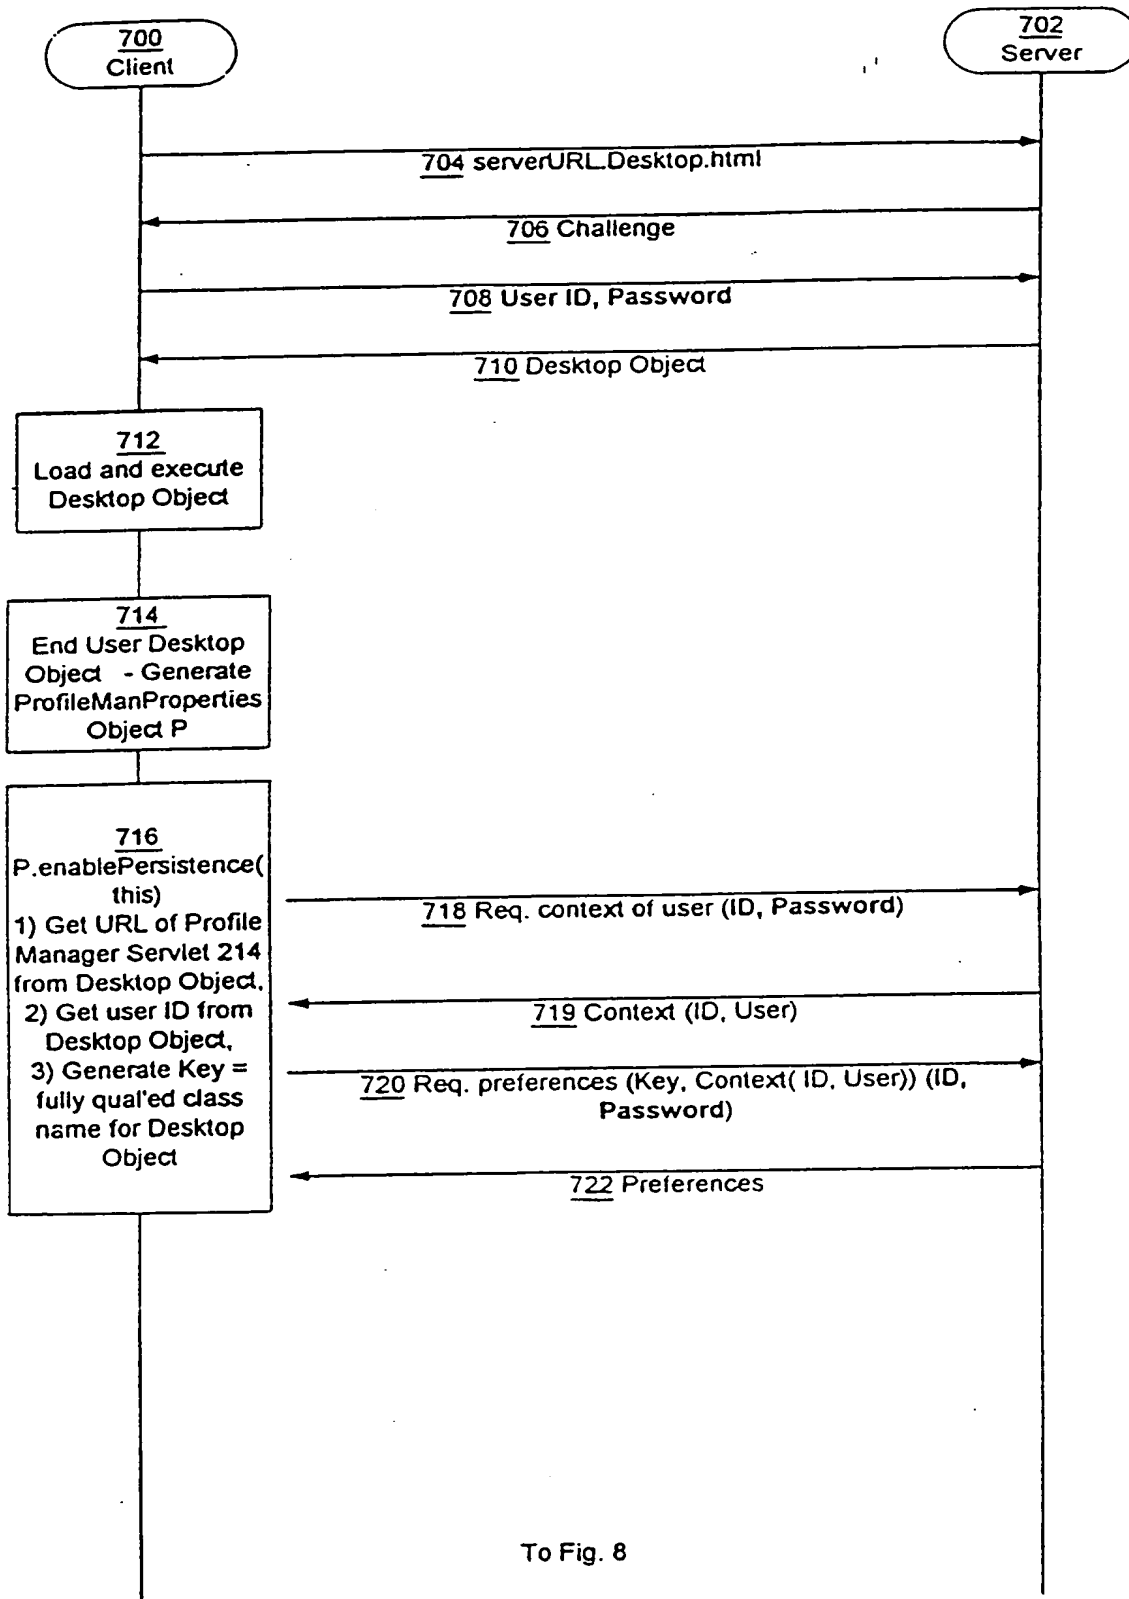 700
Client
702
Server
704 serverURL.Desktop.html
706 Challenge
708 User ID, Password
710 Desktop Object
712
Load and execute
Desktop Object
714
End User Desktop
Object - Generate
ProfileManProperties
Object P
716
P.enablePersistence(
this)
1) Get URL of Profile
Manager Servlet 214
from Desktop Object,
2) Get user ID from
Desktop Object,
3) Generate Key =
fully qual'ed class
name for Desktop
Object
718 Req. context of user (ID, Password)
719 Context (ID, User)
720 Req. preferences (Key, Context( ID, User)) (ID,
Password)
722 Preferences
To Fig. 8